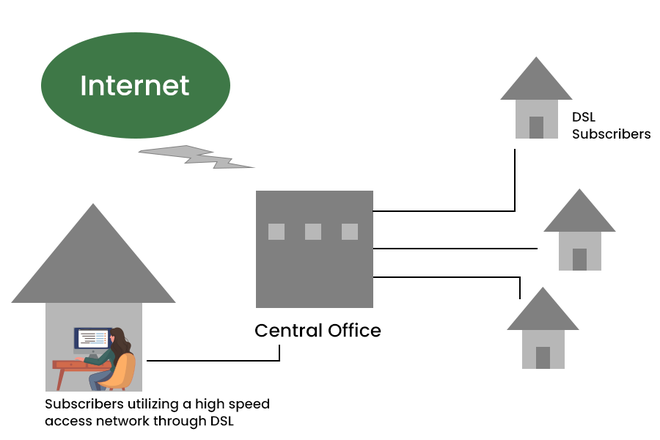 Internet
DSL
Subscribers
Central Office
Subscribers utilizing a high speed
access network through DSL